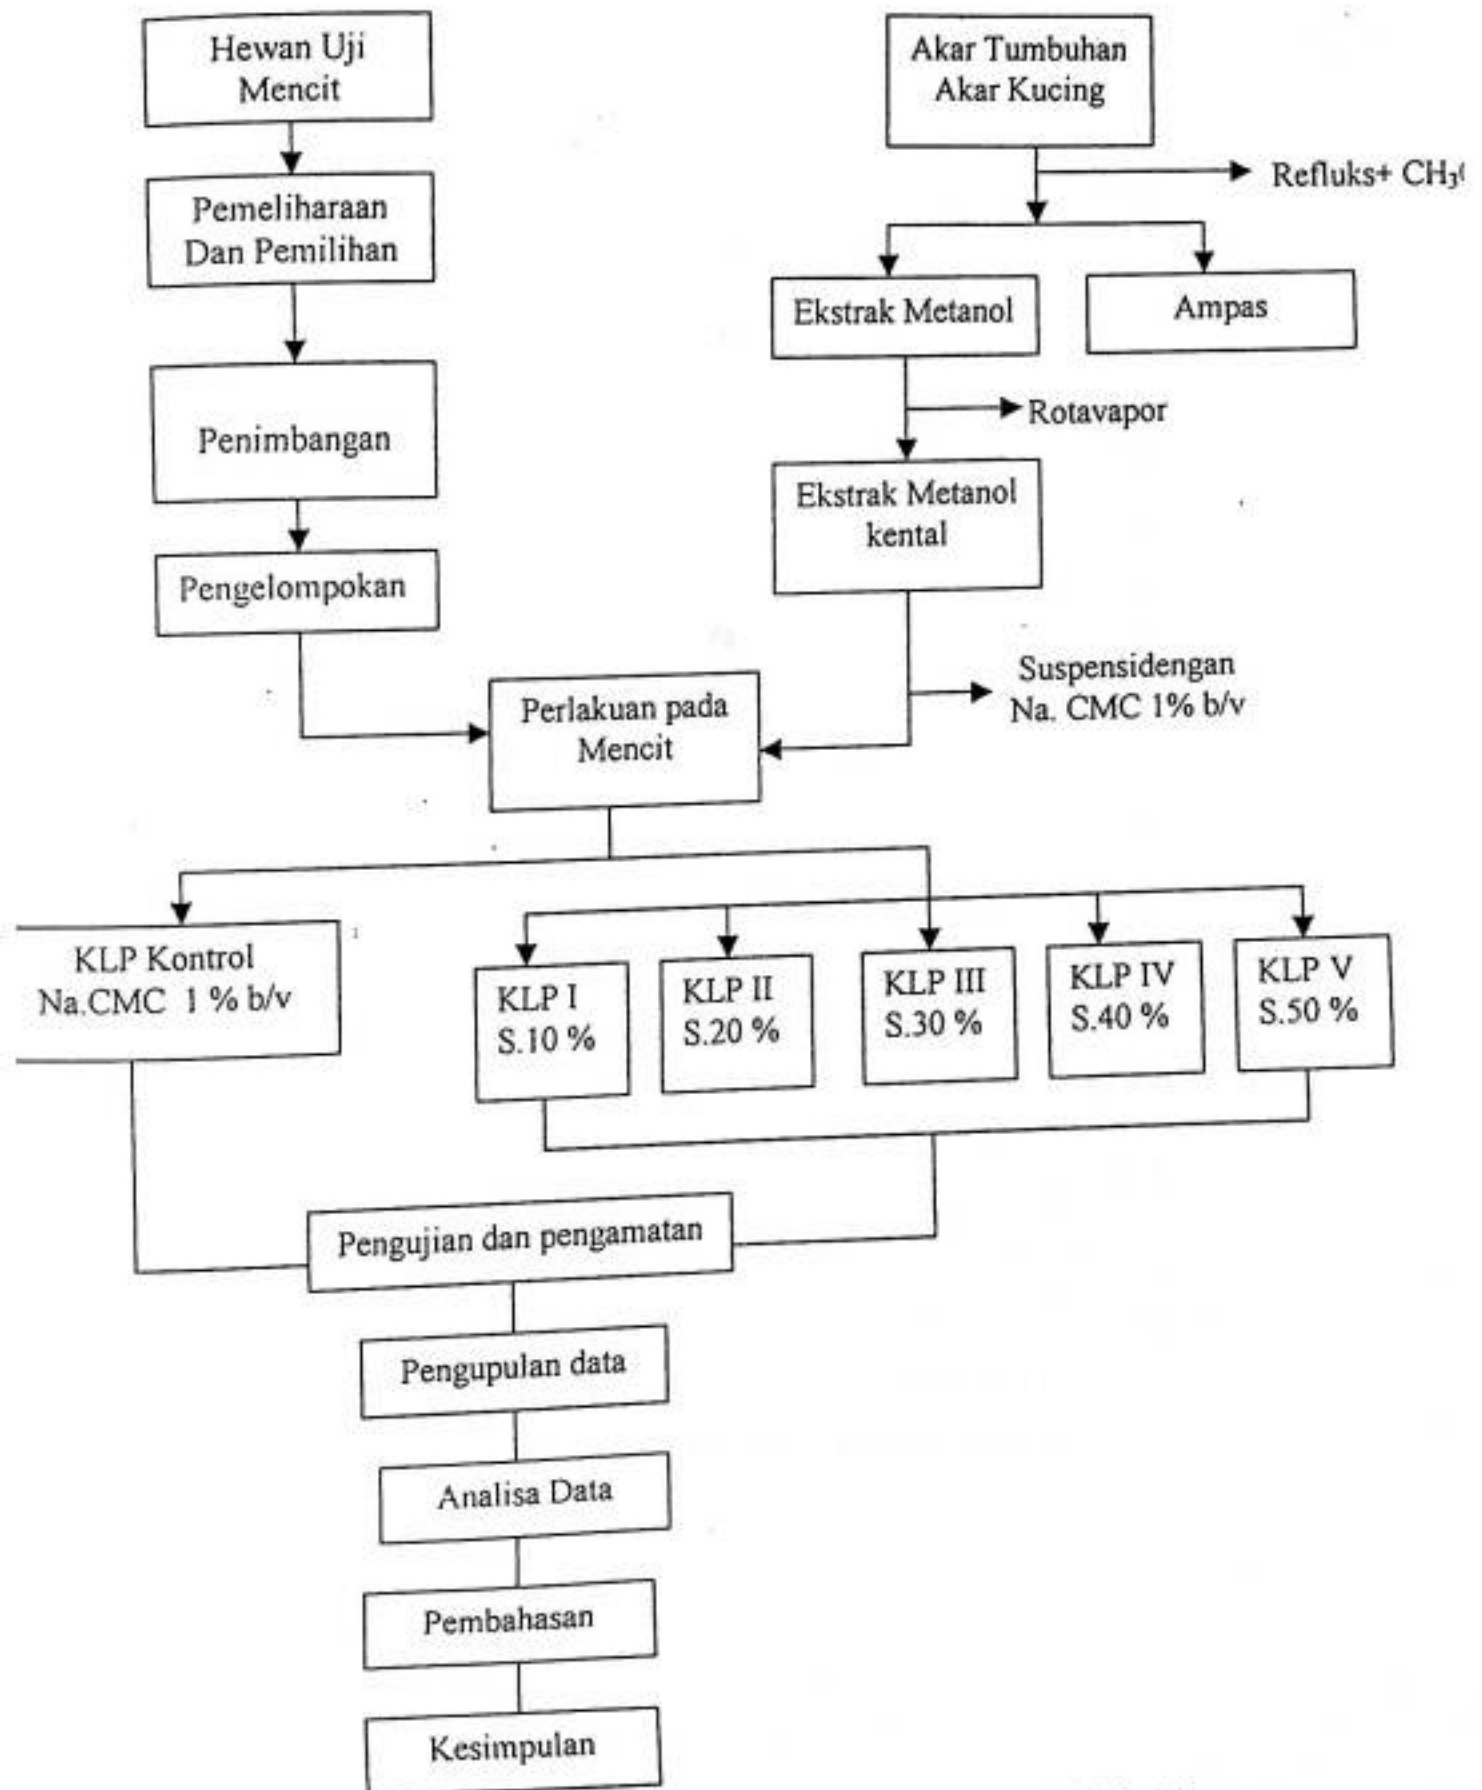 Hewan Uji
Mencit
Pemeliharaan
Dan Pemilihan
Penimbangan
Pengelompokan
Akar Tumbuhan
Akar Kucing
Refluks+ CH₃
Ekstrak Metanol
Ampas
Rotavapor
Ekstrak Metanol
kental
Suspensidengan
Na. CMC 1% b/v
Perlakuan pada
Mencit
KLP Kontrol
Na.CMC 1 % b/v
KLP I
S.10 %
KLP II
S.20 %
KLP III
S.30 %
KLP IV
S.40 %
KLP V
S.50 %
Pengujian dan pengamatan
Pengupulan data
Analisa Data
Pembahasan
Kesimpulan